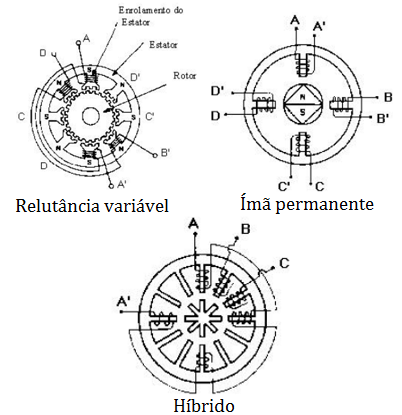 Enrolamento do
Estator
A
Estator
D
D'
Rotor
N
S
N
S
C
C'
S
S
N
N
D
B
B'
A'
Relutância variável
A
A'
D'
D
N
S
B
B'
C'
C
Ímã permanente
A
B
C
A'
Híbrido